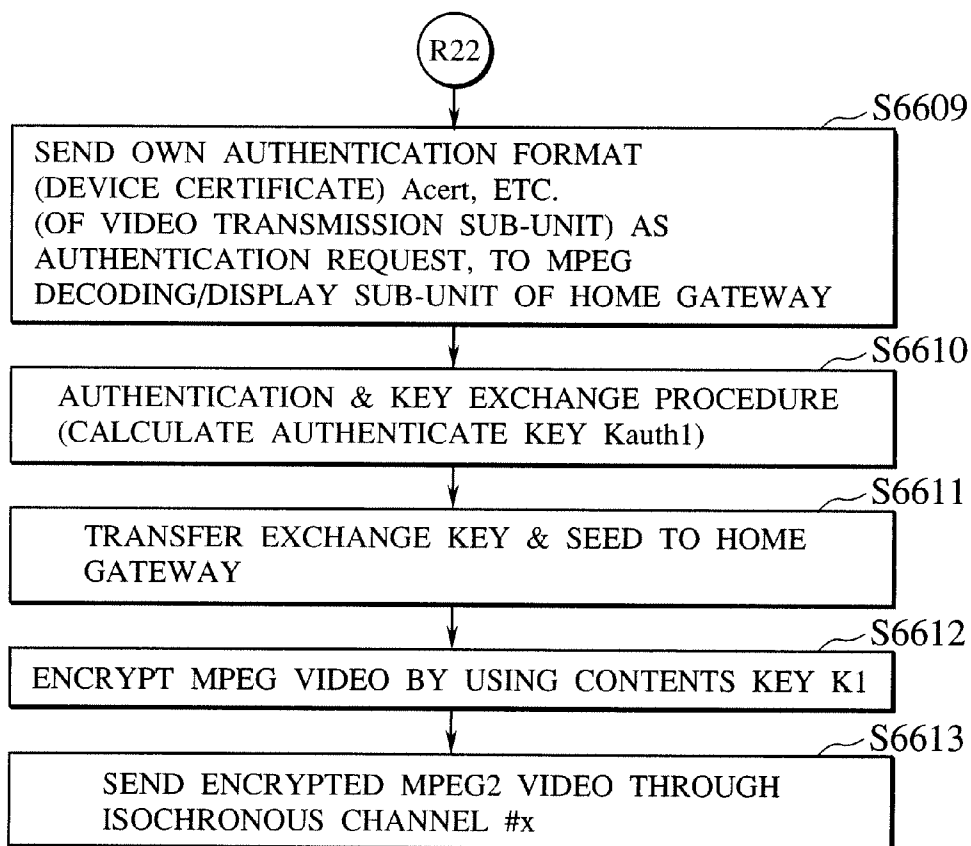 R22
S6609
SEND OWN AUTHENTICATION FORMAT
(DEVICE CERTIFICATE) Acert, ETC.
(OF VIDEO TRANSMISSION SUB-UNIT) AS
AUTHENTICATION REQUEST, TO MPEG
DECODING/DISPLAY SUB-UNIT OF HOME GATEWAY
S6610
AUTHENTICATION & KEY EXCHANGE PROCEDURE
(CALCULATE AUTHENTICATE KEY Kauth1)
S6611
TRANSFER EXCHANGE KEY & SEED TO HOME
GATEWAY
S6612
ENCRYPT MPEG VIDEO BY USING CONTENTS KEY K1
S6613
SEND ENCRYPTED MPEG2 VIDEO THROUGH
ISOCHRONOUS CHANNEL #x